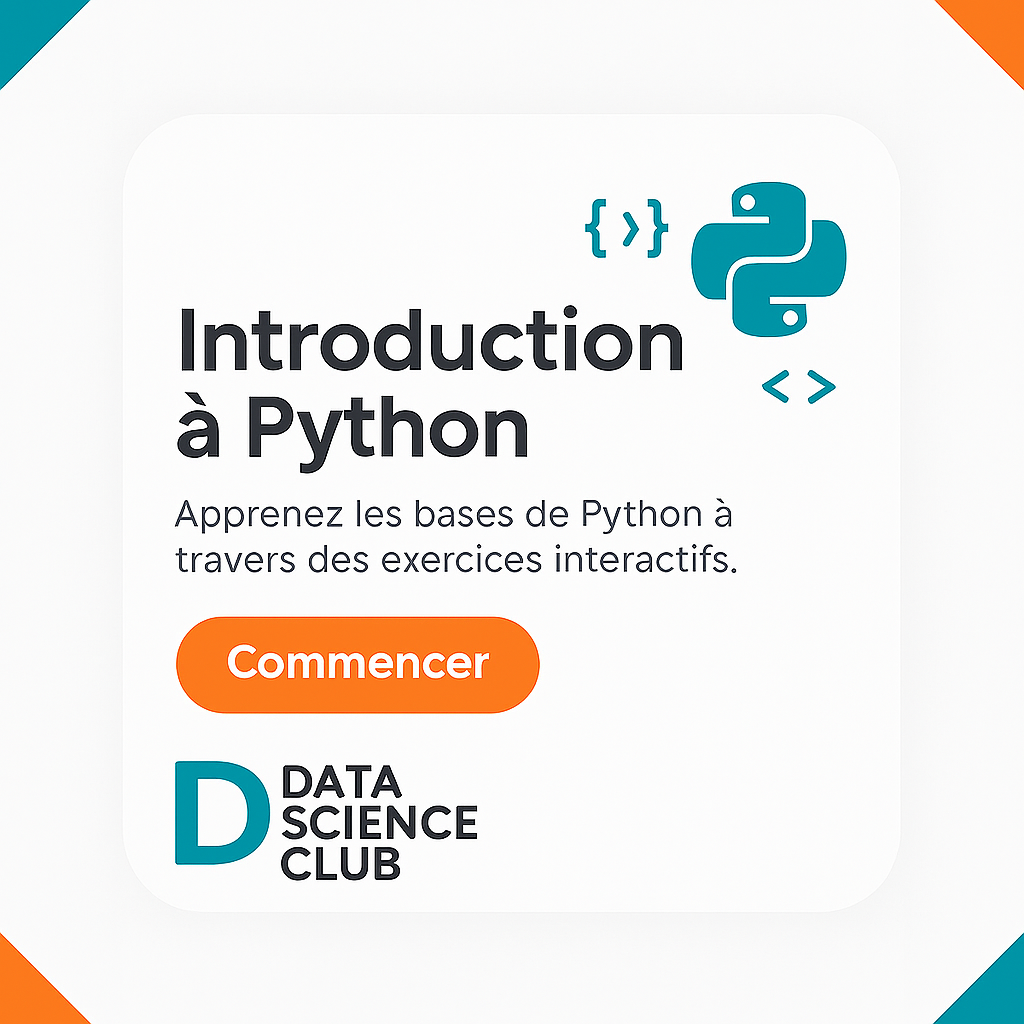 {›}
Introduction
à Python
< >
Apprenez les bases de Python à
travers des exercices interactifs.
Commencer
D
DATA
SCIENCE
CLUB